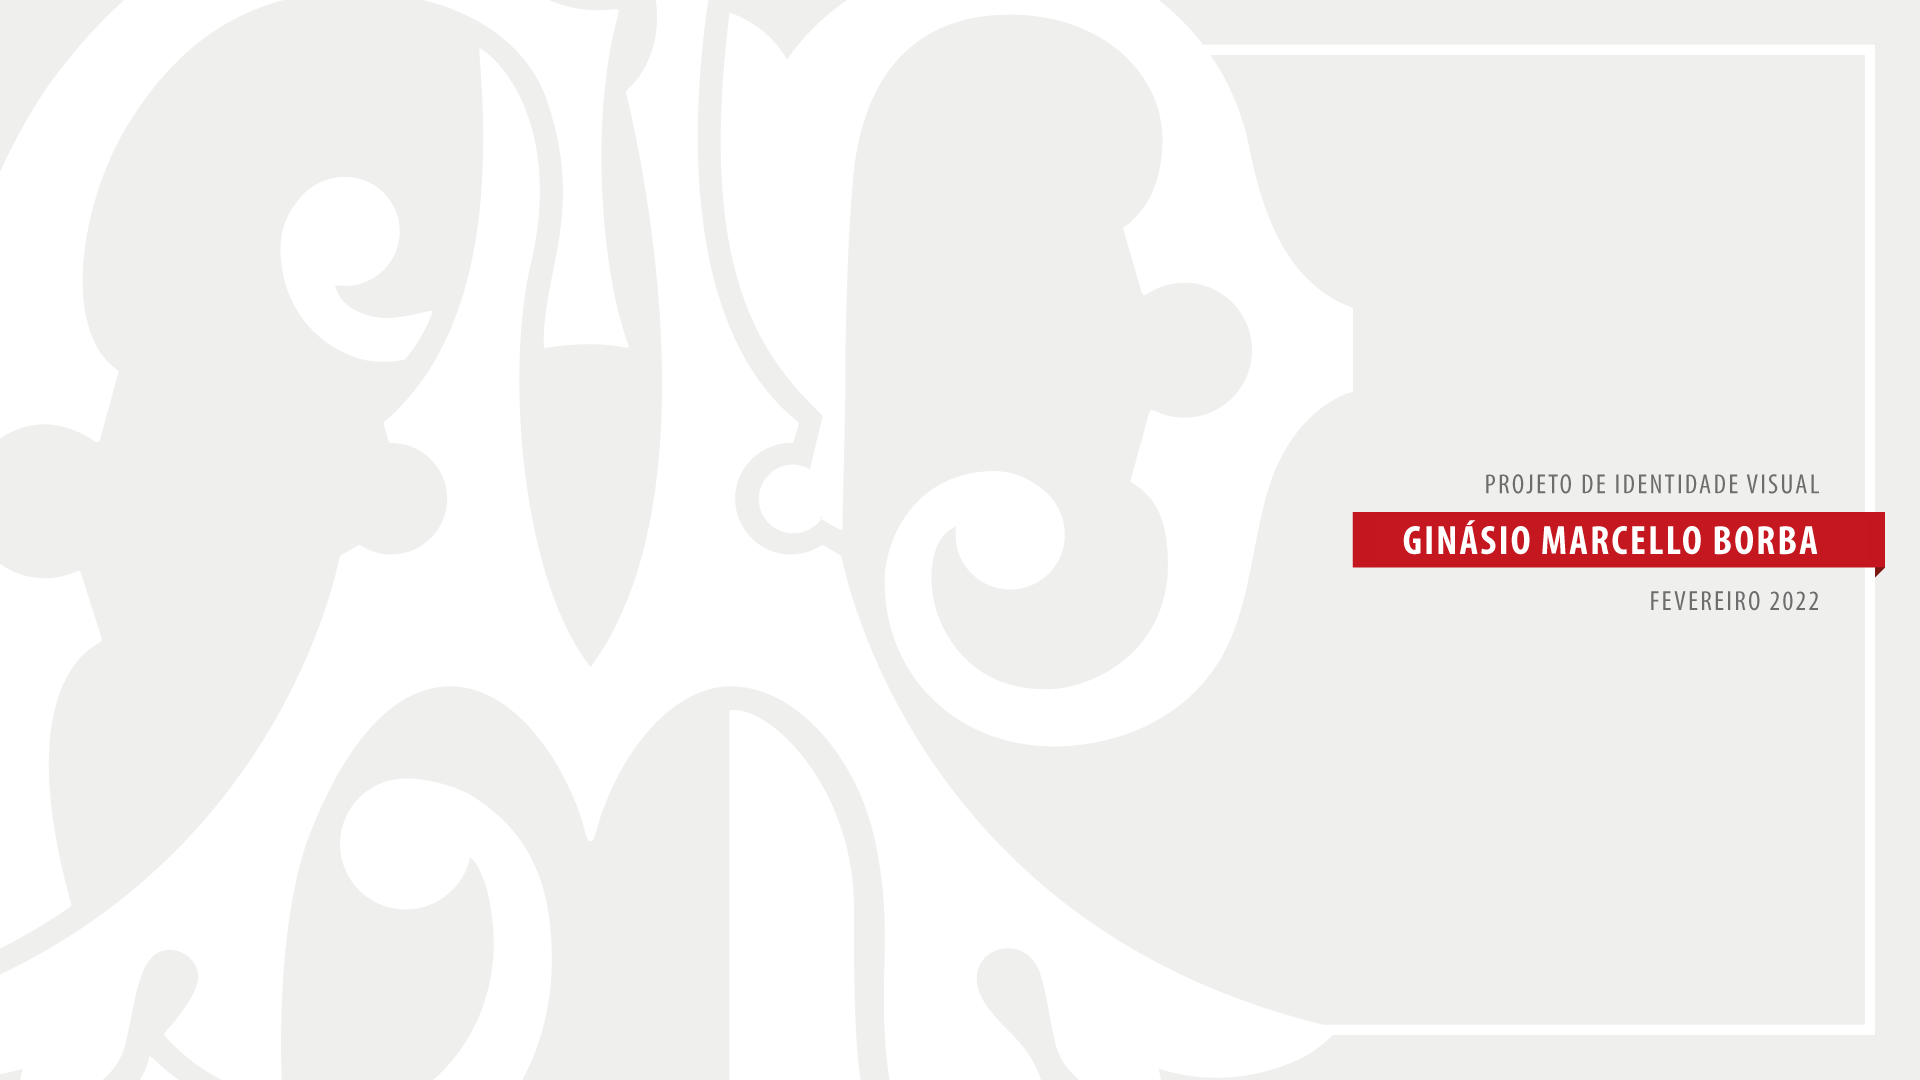 PROJETO DE IDENTIDADE VISUAL
GINÁSIO MARCELLO BORBA
FEVEREIRO 2022